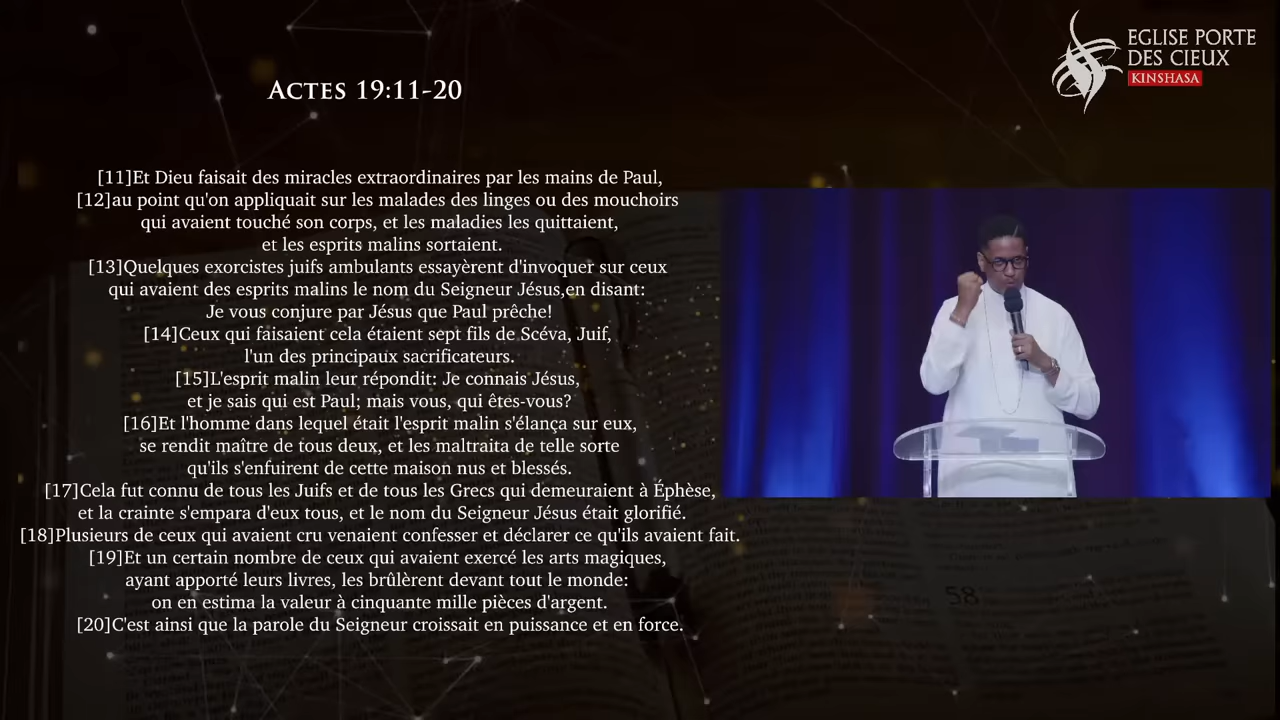 EGLISE PORTE
DES CIEUX
KINSHASA
ACTES 19:11-20
[11]Et Dieu faisait des miracles extraordinaires par les mains de Paul,
[12]au point qu'on appliquait sur les malades des linges ou des mouchoirs
qui avaient touché son corps, et les maladies les quittaient,
et les esprits malins sortaient.
[13]Quelques exorcistes juifs ambulants essayèrent d'invoquer sur ceux
qui avaient des esprits malins le nom du Seigneur Jésus,en disant:
Je vous conjure par Jésus que Paul prêche!
[14]Ceux qui faisaient cela étaient sept fils de Scéva, Juif,
l'un des principaux sacrificateurs.
[15]L'esprit malin leur répondit: Je connais Jésus,
et je sais qui est Paul; mais vous, qui êtes-vous?
[16]Et l'homme dans lequel était l'esprit malin s'élança sur eux,
se rendit maître de tous deux, et les maltraita de telle sorte
qu'ils s'enfuirent de cette maison nus et blessés.
[17]Cela fut connu de tous les Juifs et de tous les Grecs qui demeuraient à Éphèse,
et la crainte s'empara d'eux tous, et le nom du Seigneur Jésus était glorifié.
[18]Plusieurs de ceux qui avaient cru venaient confesser et déclarer ce qu'ils avaient fait.
[19]Et un certain nombre de ceux qui avaient exercé les arts magiques,
ayant apporté leurs livres, les brûlèrent devant tout le monde:
on en estima la valeur à cinquante mille pièces d'argent.
[20]C'est ainsi que la parole du Seigneur croissait en puissance et en force.
58